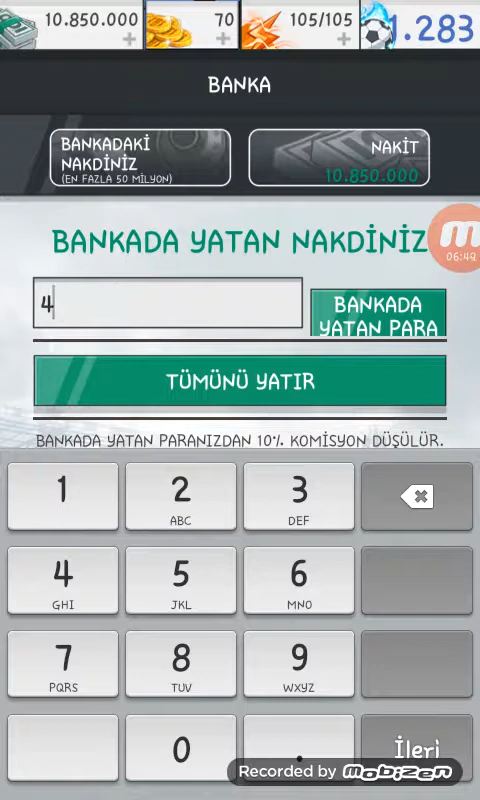 10.850.000
70
105/105
1.283
BANKA
BANKADAKİ
NAKDİNİZ
(EN FAZLA 50 MİLYON)
NAKİT
10.850.000
BANKADA YATAN NAKDİNİZ
06:49
4
BANKADA
YATAN PARA
TÜMÜNÜ YATIR
BANKADA YATAN PARANIZDAN 10% KOMİSYON DÜŞÜLÜR.
1
2
ABC
3
DEF
4
GHI
5
JKL
6
MNO
7
PQRS
8
TUV
9
WXYZ
0
.
İleri
Recorded by mobizen